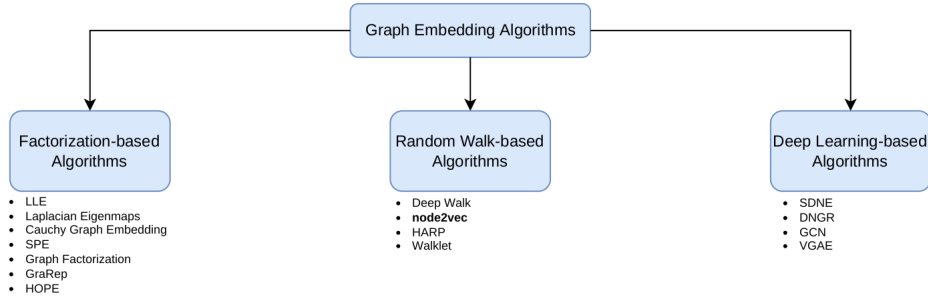 Graph Embedding Algorithms
Factorization-based
Algorithms
LLE
Laplacian Eigenmaps
Cauchy Graph Embedding
SPE
Graph Factorization
GraRep
HOPE
Random Walk-based
Algorithms
Deep Walk
node2vec
HARP
Walklet
Deep Learning-based
Algorithms
SDNE
DNGR
GCN
VGAE